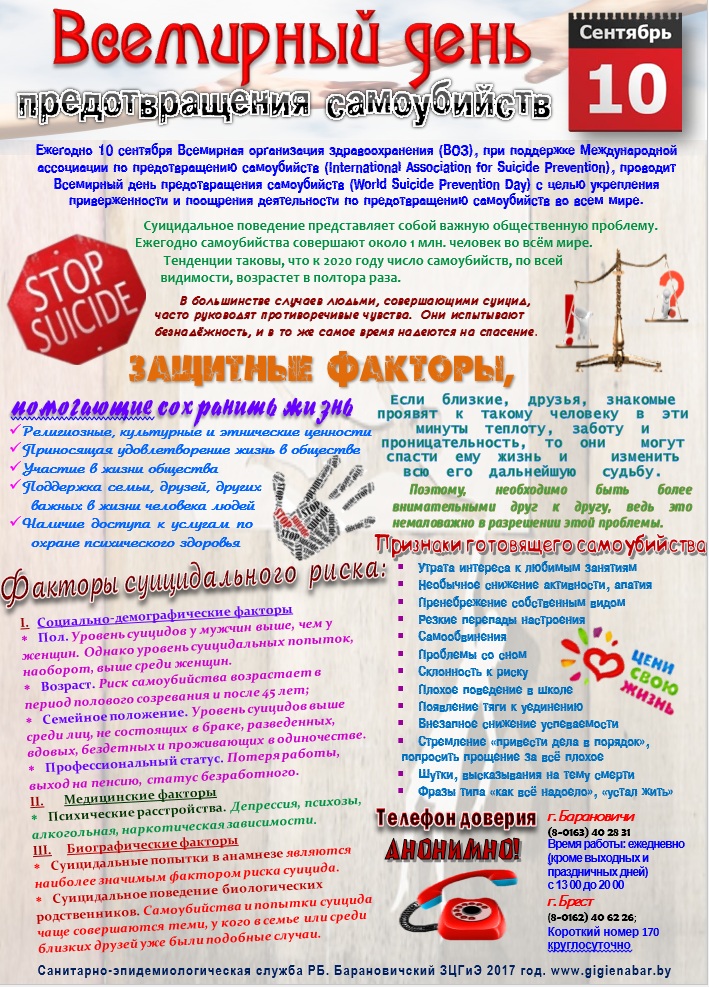 Всемирный день
предотвращения самоубийств
Сентябрь
10
Ежегодно 10 сентября Всемирная организация здравоохранения (ВОЗ), при поддержке Международной
ассоциации по предотвращению самоубийств (International Association for Suicide Prevention), проводит
Всемирный день предотвращения самоубийств (World Suicide Prevention Day) с целью укрепления
приверженности и поощрения деятельности по предотвращению самоубийств во всем мире.
STOP
SUICIDE
Суицидальное поведение представляет собой важную общественную проблему.
Ежегодно самоубийства совершают около 1 млн. человек во всём мире.
Тенденции таковы, что к 2020 году число самоубийств, по всей
видимости, возрастет в полтора раза.
В большинстве случаев людьми, совершающими суицид,
часто руководят противоречивые чувства. Они испытывают
безнадёжность, и в то же самое время надеются на спасение.
! ?
ЗАЩИТНЫЕ ФАКТОРЫ,
помогающие сохранить жизнь
Религиозные, культурные и этнические ценности
Приносящая удовлетворение жизнь в обществе
Участие в жизни общества
Поддержка семьи, друзей, других
важных в жизни человека людей
Наличие доступа к услугам по
охране психического здоровья
STOP SUICIDE
Если близкие, друзья, знакомые
проявят к такому человеку в эти
минуты теплоту, заботу и
проницательность, то они могут
спасти ему жизнь и изменить
всю его дальнейшую судьбу.
Поэтому, необходимо быть более
внимательными друг к другу, ведь это
немаловажно в разрешении этой проблемы.
Факторы суицидального риска:
I. Социально-демографические факторы
* Пол. Уровень суицидов у мужчин выше, чем у
женщин. Однако уровень суицидальных попыток,
наоборот, выше среди женщин.
* Возраст. Риск самоубийства возрастает в
период полового созревания и после 45 лет;
* Семейное положение. Уровень суицидов выше
среди лиц, не состоящих в браке, разведенных,
вдовых, бездетных и проживающих в одиночестве.
* Профессиональный статус. Потеря работы,
выход на пенсию, статус безработного.
II. Медицинские факторы
* Психические расстройства. Депрессия, психозы,
алкогольная, наркотическая зависимости.
III. Биографические факторы
* Суицидальные попытки в анамнезе являются
наиболее значимым фактором риска суицида.
* Суицидальное поведение биологических
родственников. Самоубийства и попытки суицида
чаще совершаются теми, у кого в семье или среди
близких друзей уже были подобные случаи.
Признаки готовящего самоубийства
Утрата интереса к любимым занятиям
Необычное снижение активности, апатия
Пренебрежение собственным видом
Резкие перепады настроения
Самообвинения
Проблемы со сном
Склонность к риску
Плохое поведение в школе
Появление тяги к уединению
Внезапное снижение успеваемости
Стремление «привести дела в порядок»,
попросить прощение за всё плохое
Шутки, высказывания на тему смерти
Фразы типа «как всё надоело», «устал жить»
ЦЕНИ
СВОЮ
ЖИЗНЬ
Телефон доверия
АНОНИМНО!
г. Барановичи
(8-0163) 40 28 31
Время работы: ежедневно
(кроме выходных и
праздничных дней)
с 13 00 до 20 00
г. Брест
(8-0162) 40 62 26;
Короткий номер 170
круглосуточно
Санитарно-эпидемиологическая служба РБ. Барановичский ЗЦГиЭ 2017 год. www.gigienabar.by